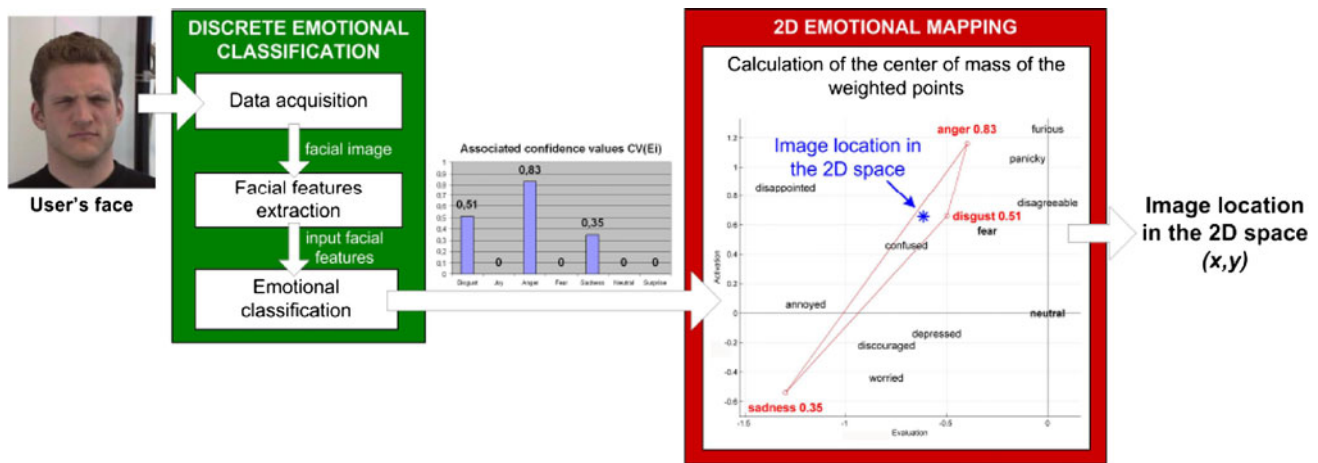 User's face
DISCRETE EMOTIONAL
CLASSIFICATION
Data acquisition
facial image
Facial features
extraction
input facial
features
Emotional
classification
Associated confidence values CV(Ei)
1
0,9
0,8
0,7
0,6
0,5
0,4
0,3
0,2
0,1
0
0,51
0
0,83
0
0,35
0
0
Disgust
Joy
Anger
Fear
Sadness
Neutral
Surprise
2D EMOTIONAL MAPPING
Calculation of the center of mass of the
weighted points
anger 0.83
furious
Image location in
the 2D space
panicky
disappointed
disagreeable
disgust 0.51
fear
confused
annoyed
neutral
depressed
discouraged
worried
sadness 0.35
1.2
1
0.8
0.6
0.4
0.2
0
-0.2
-0.4
-0.6
Activation
-1.5
-1
-0.5
0
Evaluation
Image location
in the 2D space
(x,y)